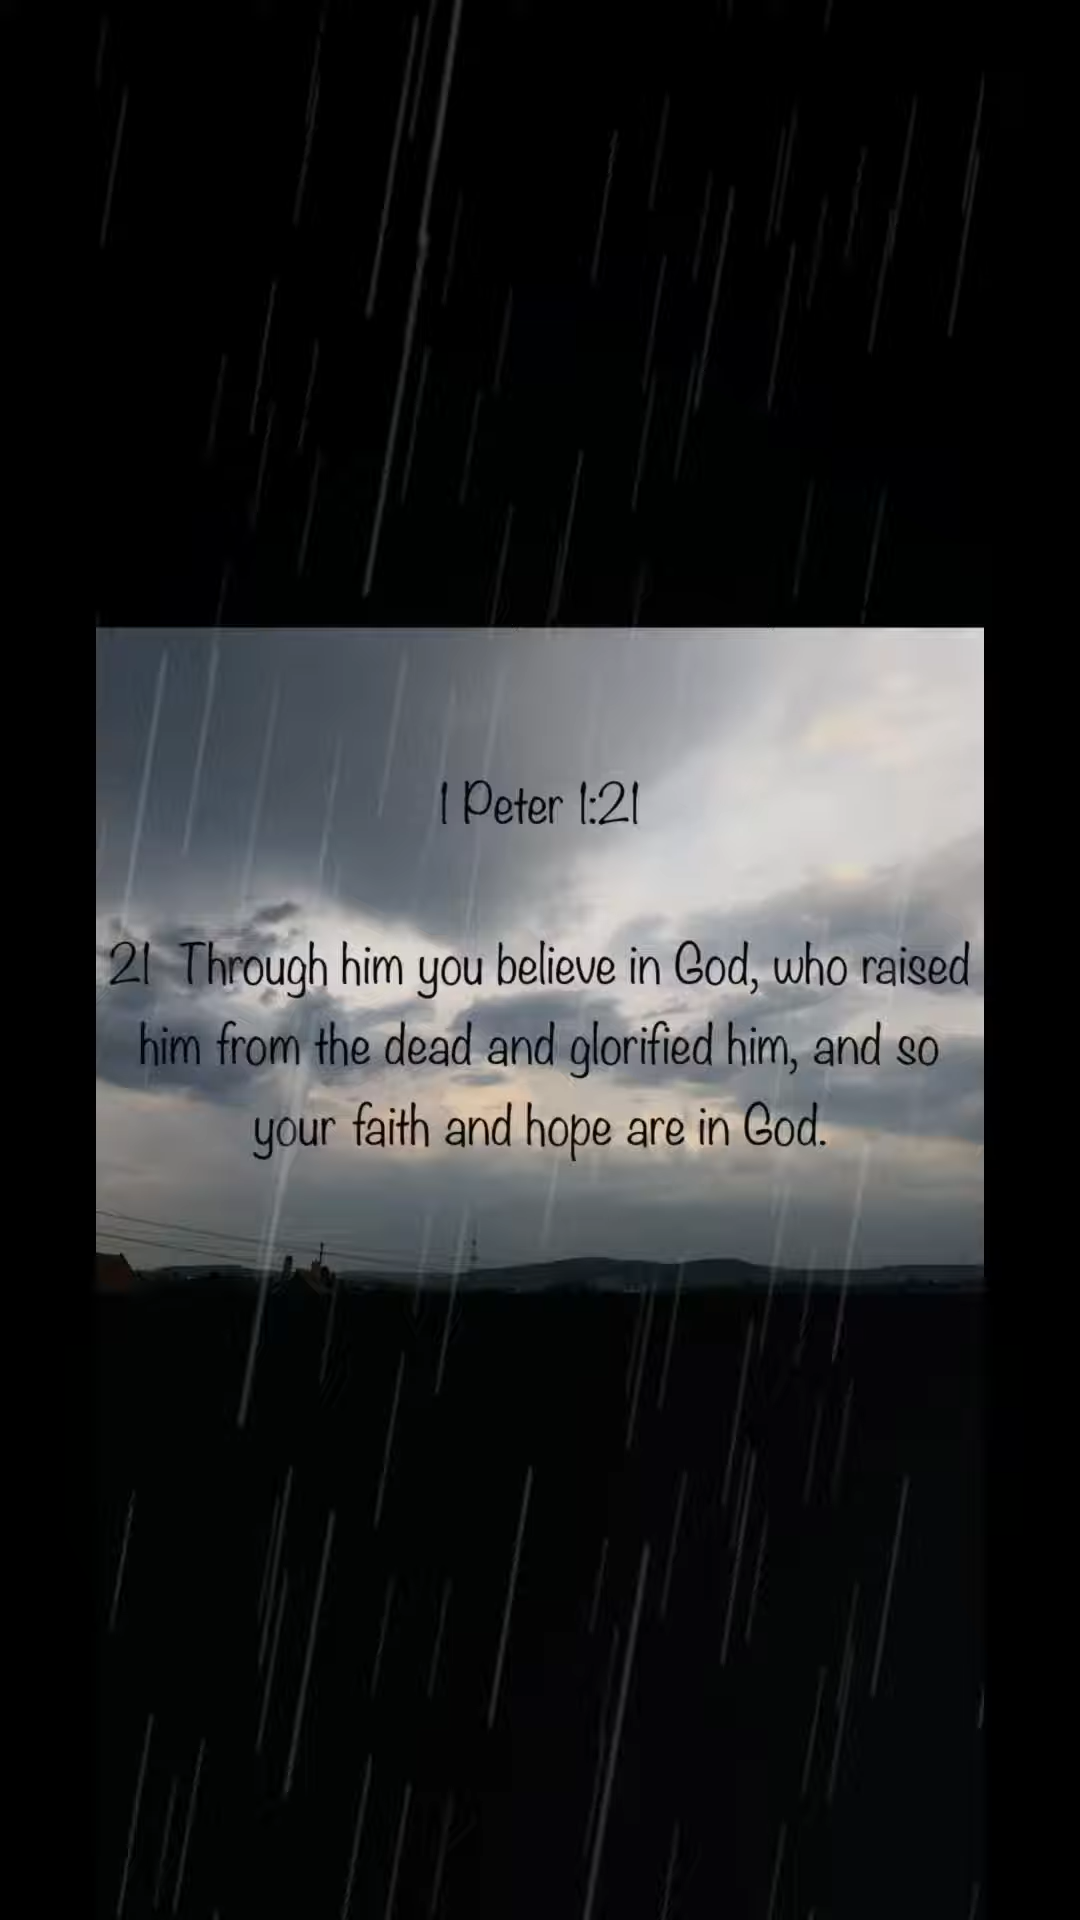 1 Peter 1:21
21 Through him you believe in God, who raised
him from the dead and glorified him, and so
your faith and hope are in God.